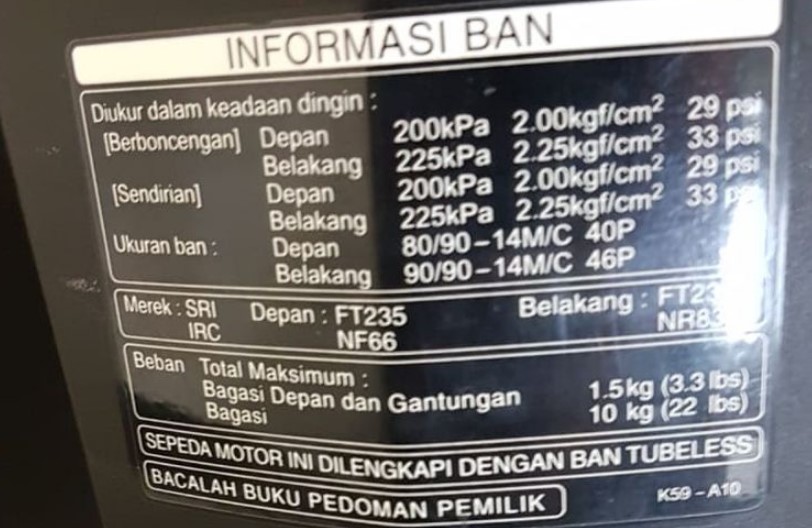 INFORMASI BAN
Diukur dalam keadaan dingin :
[Berboncengan] Depan 200kPa 2.00kgf/cm² 29 psi
Belakang 225kPa 2.25kgf/cm² 33 psi
[Sendirian] Depan 200kPa 2.00kgf/cm² 29 psi
Belakang 225kPa 2.25kgf/cm² 33 psi
Ukuran ban : Depan 80/90-14M/C 40P
Belakang 90/90-14M/C 46P
Merek : SRI Depan : FT235 Belakang :
IRC NF66
Beban Total Maksimum :
Bagasi Depan dan Gantungan 1.5kg (3.3 lbs)
Bagasi 10 kg (22 lbs)
SEPEDA MOTOR INI DILENGKAPI DENGAN BAN TUBELESS
BACALAH BUKU PEDOMAN PEMILIK K59-A10